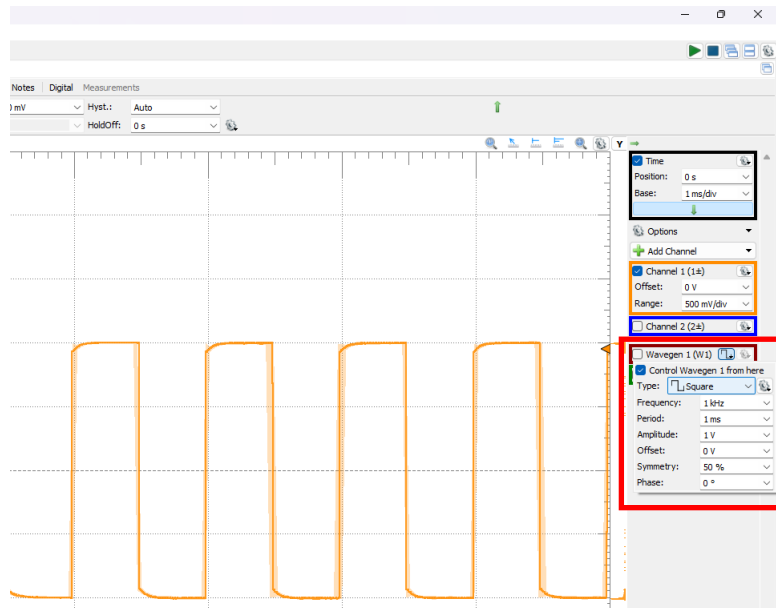 Notes Digital Measurements
0 mV Hyst.: Auto
HoldOff: 0 s
Y
Time
Position: 0 s
Base: 1 ms/div
Options
Add Channel
Channel 1 (1±)
Offset: 0 V
Range: 500 mV/div
Channel 2 (2±)
Wavegen 1 (W1)
Control Wavegen 1 from here
Type: Square
Frequency: 1 kHz
Period: 1 ms
Amplitude: 1 V
Offset: 0 V
Symmetry: 50 %
Phase: 0 °